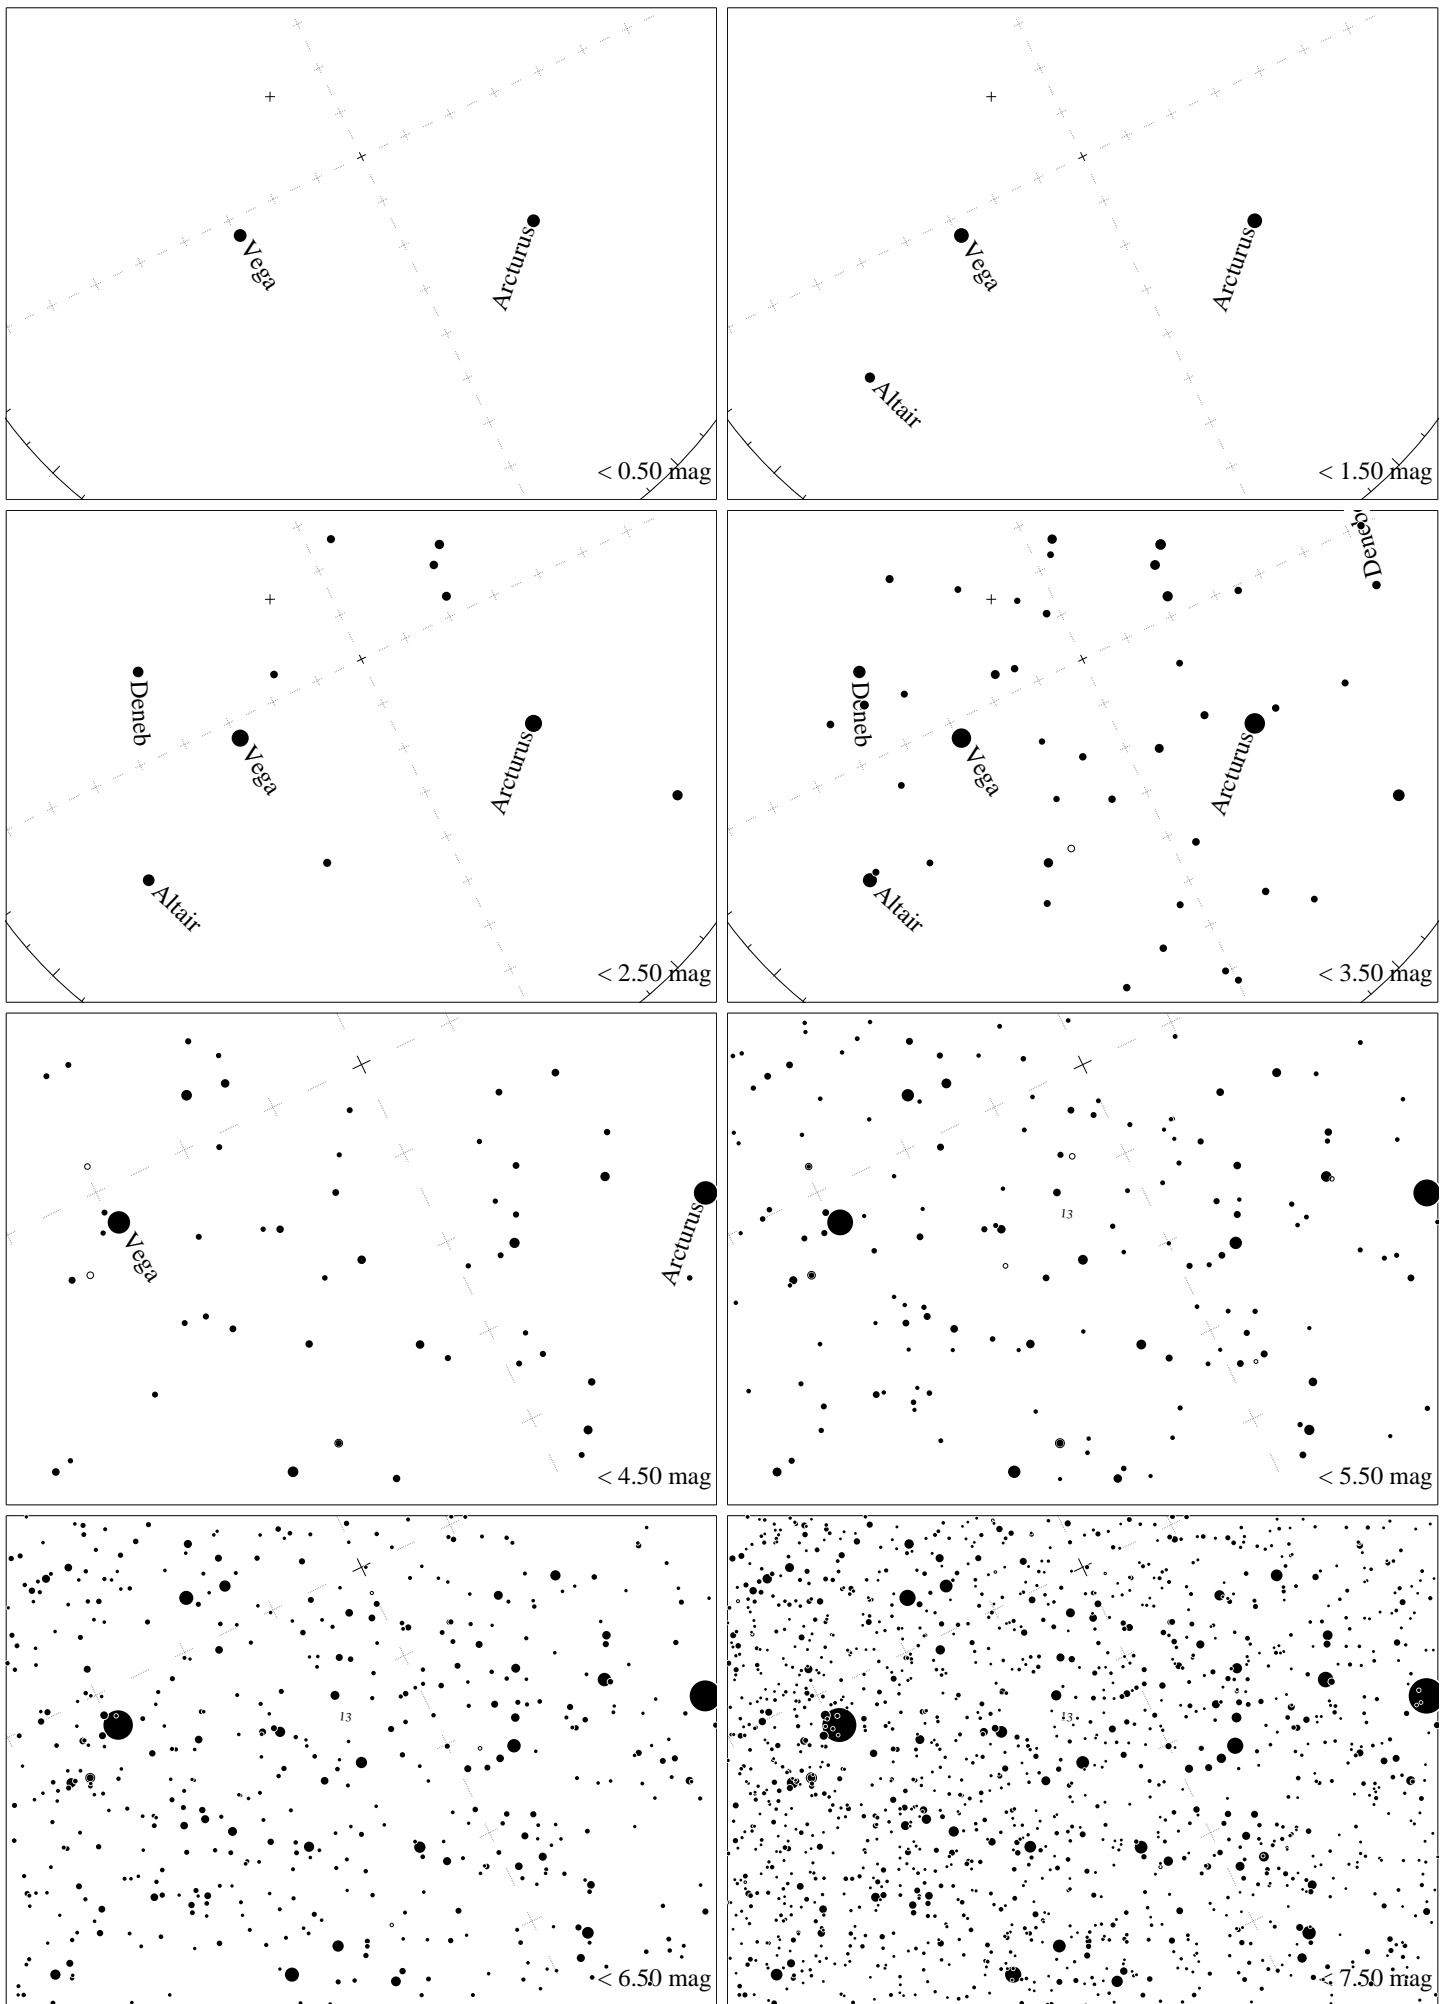 Vega
Arcturus
< 0.50 mag
Vega
Arcturus
Altair
< 1.50 mag
Deneb
Vega
Arcturus
Altair
< 2.50 mag
Deneb
Deneb
Vega
Arcturus
Altair
< 3.50 mag
Vega
Arcturus
< 4.50 mag
13
< 5.50 mag
13
< 6.50 mag
13
< 7.50 mag